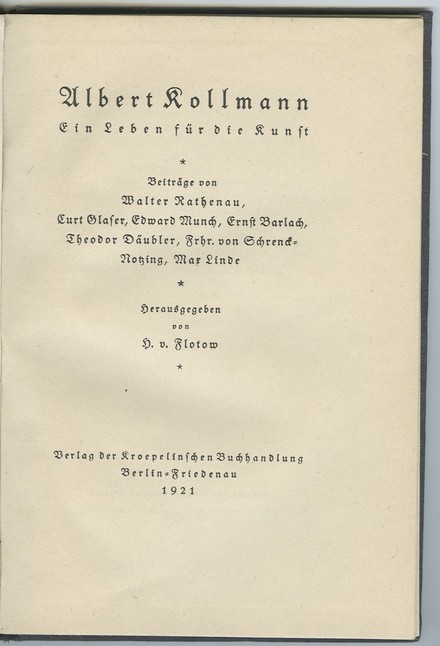 Albert Kollmann
Ein Leben für die Kunst
*
Beiträge von
Walter Rathenau,
Curt Glaser, Edward Munch, Ernst Barlach,
Theodor Däubler, Frhr. von Schrenck-
Notzing, Max Linde
*
Herausgegeben
von
H. v. Flotow
*
Verlag der Kroepelinschen Buchhandlung
Berlin-Friedenau
1921